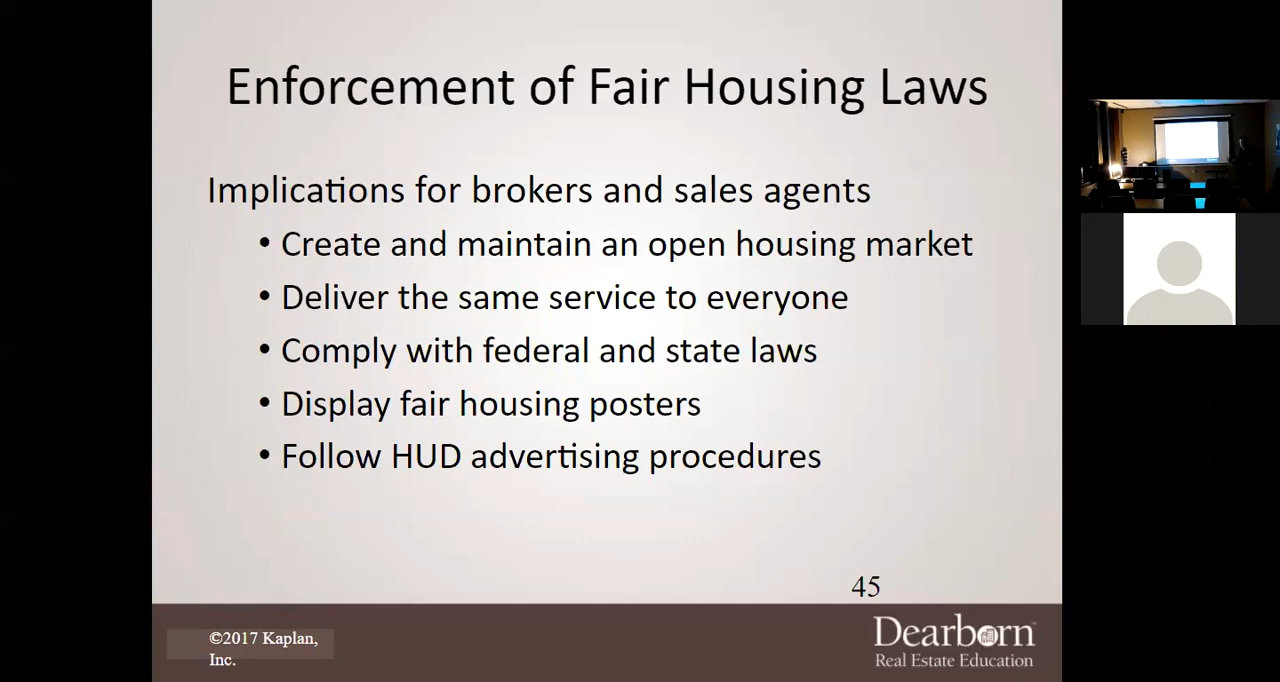 Enforcement of Fair Housing Laws
Implications for brokers and sales agents
• Create and maintain an open housing market
• Deliver the same service to everyone
• Comply with federal and state laws
• Display fair housing posters
• Follow HUD advertising procedures
45
©2017 Kaplan,
Inc.
Dearborn™
Real Estate Education